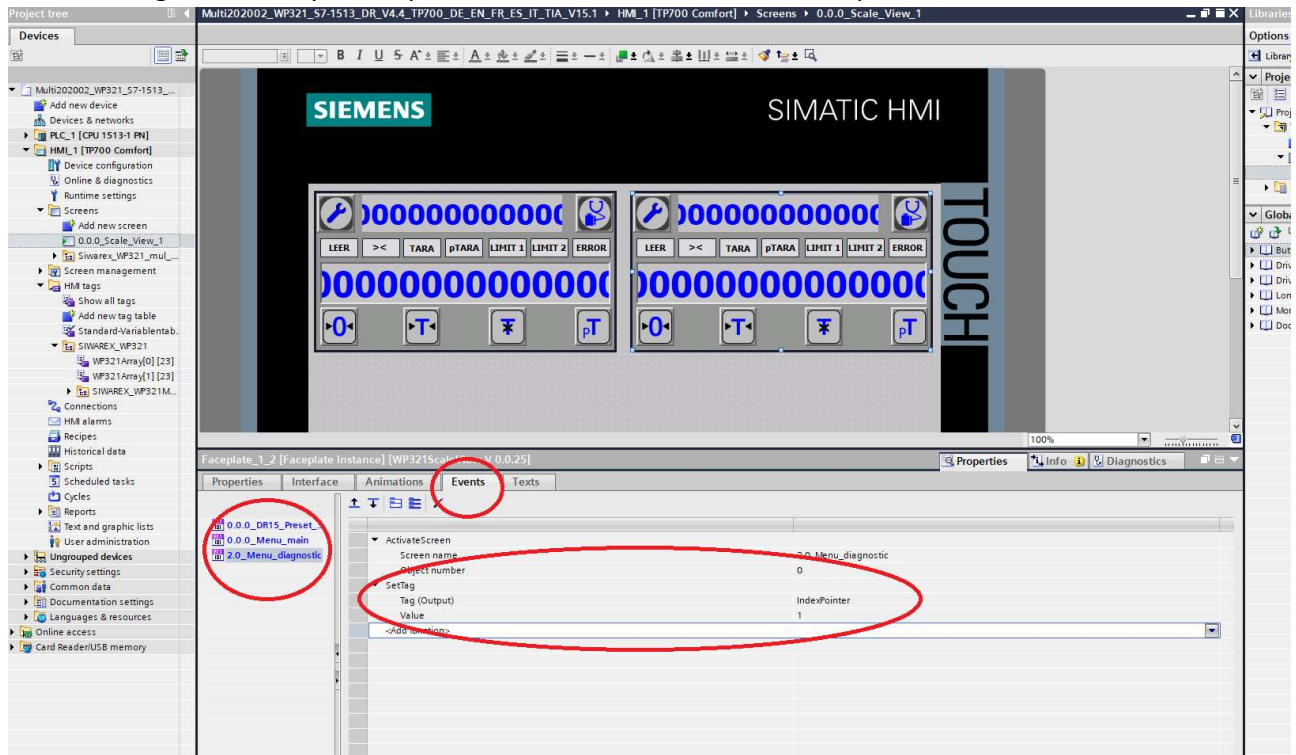 Project tree
Multi202002_WP321_S7-1513_DR_V4.4_TP700_DE_EN_FR_ES_IT_TIA_V15.1 ▸ HMI_1 [TP700 Comfort] ▸ Screens ▸ 0.0.0_Scale_View_1
Libraries
Devices
Options
B I U S A
Library
Multi202002_WP321_S7-1513_...
Add new device
Devices & networks
PLC_1 [CPU 1513-1 PN]
HMI_1 [TP700 Comfort]
Device configuration
Online & diagnostics
Runtime settings
Screens
Add new screen
0.0.0_Scale_View_1
Siwarex_WP321_mul_...
Screen management
HMI tags
Show all tags
Add new tag table
Standard-Variablentab.
SIWAREX_WP321
WP321Array[0] [23]
WP321Array[1] [23]
SIWAREX_WP321M...
Connections
HMI alarms
Recipes
Historical data
Scripts
Scheduled tasks
Cycles
Reports
Text and graphic lists
User administration
Ungrouped devices
Security settings
Common data
Documentation settings
Languages & resources
Online access
Card Reader/USB memory
SIEMENS
SIMATIC HMI
TOUCH
LEER >< TARA pTARA LIMIT 1 LIMIT 2 ERROR
LEER >< TARA pTARA LIMIT 1 LIMIT 2 ERROR
0 T pT
0 T pT
100%
Faceplate_1_2 [Faceplate instance] [WP321ScaleView V 0.0.25]
Properties Info Diagnostics
Properties Interface Animations Events Texts
0.0.0_DR15_Preset_...
0.0.0_Menu_main
2.0_Menu_diagnostic
ActivateScreen
Screen name 2.0_Menu_diagnostic
Object number 0
SetTag
Tag (Output) IndexPointer
Value 1
<Add function>